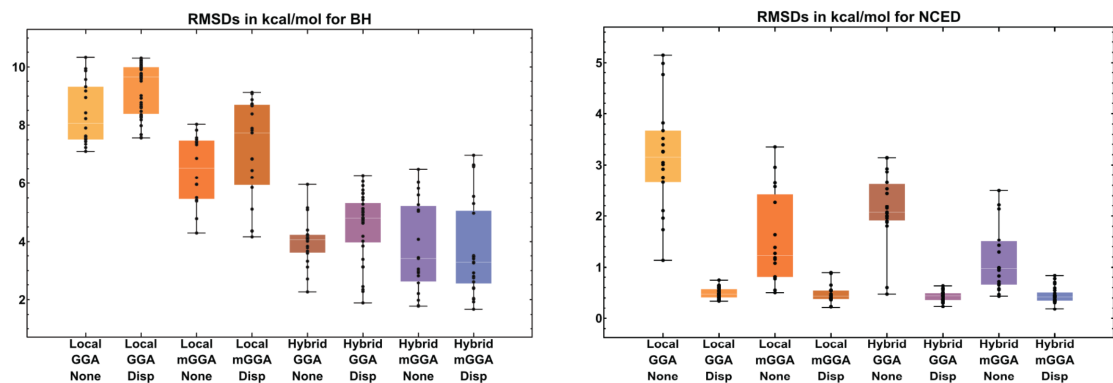 RMSDs in kcal/mol for BH
10
8
6
4
2
Local Local Local Local Hybrid Hybrid Hybrid Hybrid
GGA GGA mGGA mGGA GGA GGA mGGA mGGA
None Disp None Disp None Disp None Disp
RMSDs in kcal/mol for NCED
5
4
3
2
1
0
Local Local Local Local Hybrid Hybrid Hybrid Hybrid
GGA GGA mGGA mGGA GGA GGA mGGA mGGA
None Disp None Disp None Disp None Disp